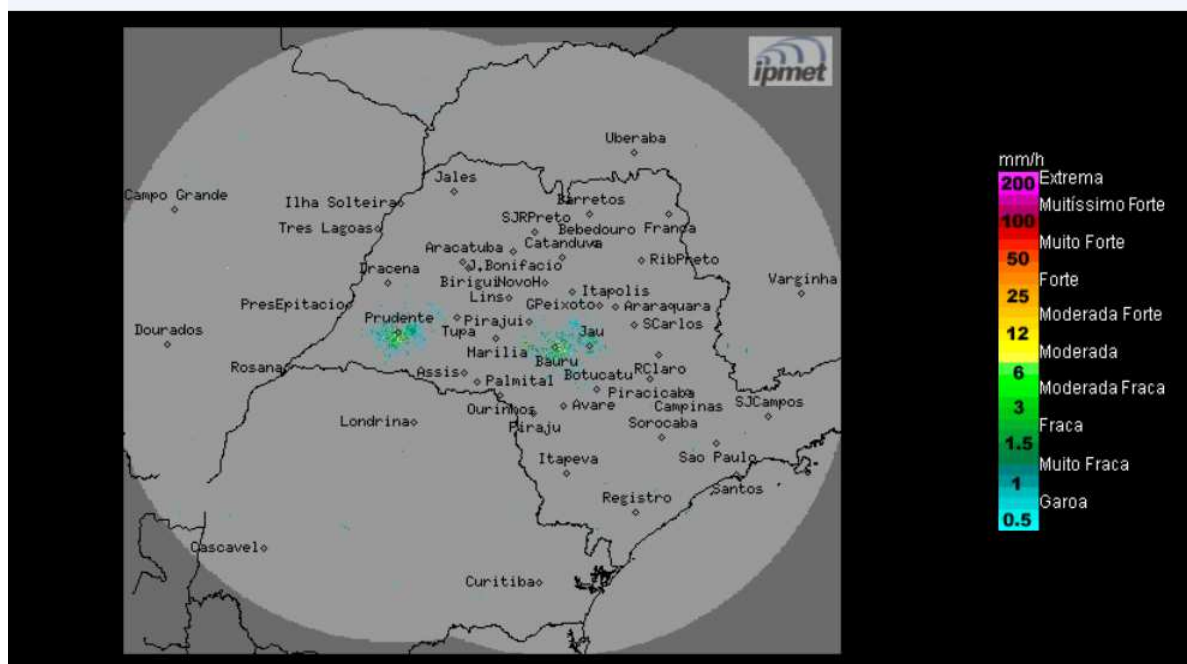 ipmet
Uberaba
mm/h
Jales
200 Extrema
Campo Grande
Ilha Solteira
Barretos
SJRPreto
Muitíssimo Forte
100
Tres Lagoas
Bebedouro Franca
Aracatuba
Catanduva
Muito Forte
Dracena
J.Bonifacio
RibPreto
50
Varginha
Birigui NovoH
Forte
Lins
Itapolis
25
PresEpitacio
GPeixoto
Araraquara
Moderada Forte
Prudente
Pirajui
Jau
SCarlos
12
Dourados
Tupa
Marilia
Bauru
Moderada
Rosana
Assis
Palmital
Botucatu
RClaro
6
Moderada Fraca
Ourinhos
Avare
Piracicaba
Campinas
SJCampos
3
Londrina
Piraju
Sorocaba
Fraca
1.5
Itapeva
Sao Paulo
Muito Fraca
1
Registro
Santos
Garoa
0.5
Cascavel
Curitiba